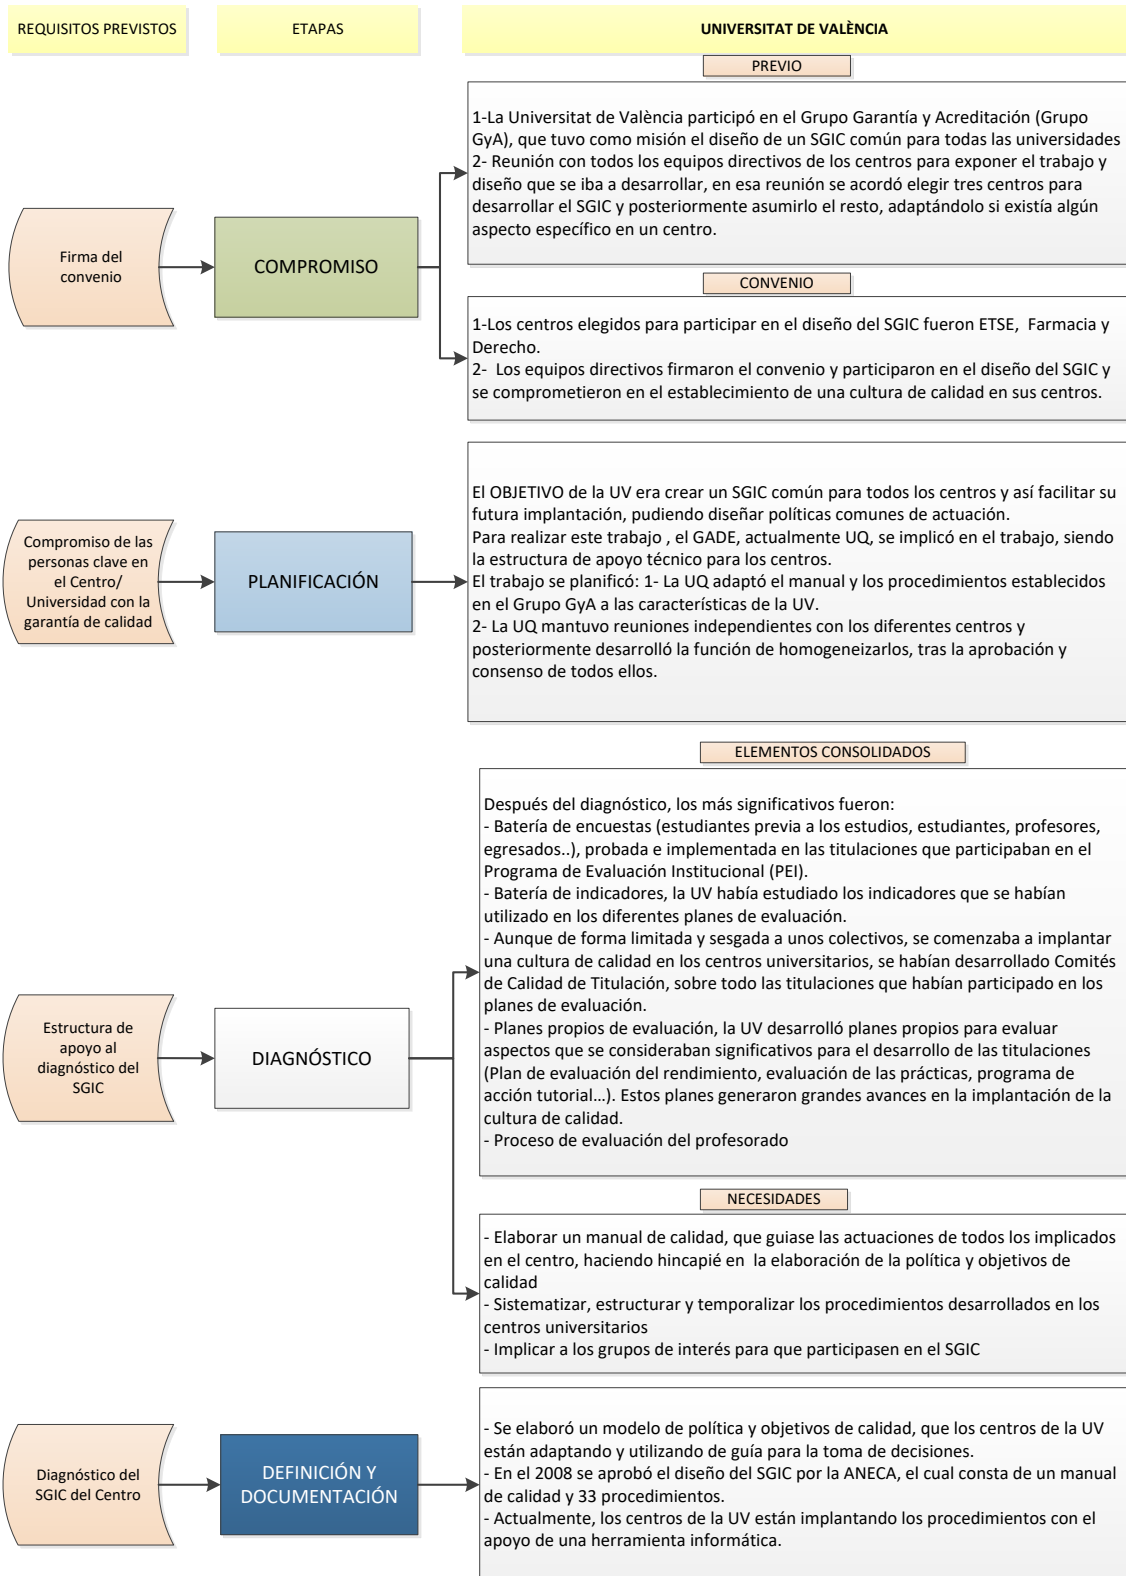 REQUISITOS PREVISTOS
ETAPAS
UNIVERSITAT DE VALÈNCIA
PREVIO
1-La Universitat de València participó en el Grupo Garantía y Acreditación (Grupo
GyA), que tuvo como misión el diseño de un SGIC común para todas las universidades
2- Reunión con todos los equipos directivos de los centros para exponer el trabajo y
diseño que se iba a desarrollar, en esa reunión se acordó elegir tres centros para
desarrollar el SGIC y posteriormente asumirlo el resto, adaptándolo si existía algún
aspecto específico en un centro.
Firma del
convenio
COMPROMISO
CONVENIO
1-Los centros elegidos para participar en el diseño del SGIC fueron ETSE,  Farmacia y
Derecho.
2-  Los equipos directivos firmaron el convenio y participaron en el diseño del SGIC y
se comprometieron en el establecimiento de una cultura de calidad en sus centros.
Compromiso de las
personas clave en
el Centro/
Universidad con la
garantía de calidad
PLANIFICACIÓN
El OBJETIVO de la UV era crear un SGIC común para todos los centros y así facilitar su
futura implantación, pudiendo diseñar políticas comunes de actuación.
Para realizar este trabajo , el GADE, actualmente UQ, se implicó en el trabajo, siendo
la estructura de apoyo técnico para los centros.
El trabajo se planificó: 1- La UQ adaptó el manual y los procedimientos establecidos
en el Grupo GyA a las características de la UV.
2- La UQ mantuvo reuniones independientes con los diferentes centros y
posteriormente desarrolló la función de homogeneizarlos, tras la aprobación y
consenso de todos ellos.
ELEMENTOS CONSOLIDADOS
Después del diagnóstico, los más significativos fueron:
- Batería de encuestas (estudiantes previa a los estudios, estudiantes, profesores,
egresados..), probada e implementada en las titulaciones que participaban en el
Programa de Evaluación Institucional (PEI).
- Batería de indicadores, la UV había estudiado los indicadores que se habían
utilizado en los diferentes planes de evaluación.
- Aunque de forma limitada y sesgada a unos colectivos, se comenzaba a implantar
una cultura de calidad en los centros universitarios, se habían desarrollado Comités
de Calidad de Titulación, sobre todo las titulaciones que habían participado en los
planes de evaluación.
- Planes propios de evaluación, la UV desarrolló planes propios para evaluar
aspectos que se consideraban significativos para el desarrollo de las titulaciones
(Plan de evaluación del rendimiento, evaluación de las prácticas, programa de
acción tutorial...). Estos planes generaron grandes avances en la implantación de la
cultura de calidad.
- Proceso de evaluación del profesorado
Estructura de
apoyo al
diagnóstico del
SGIC
DIAGNÓSTICO
NECESIDADES
- Elaborar un manual de calidad, que guiase las actuaciones de todos los implicados
en el centro, haciendo hincapié en  la elaboración de la política y objetivos de
calidad
- Sistematizar, estructurar y temporalizar los procedimientos desarrollados en los
centros universitarios
- Implicar a los grupos de interés para que participasen en el SGIC
Diagnóstico del
SGIC del Centro
DEFINICIÓN Y
DOCUMENTACIÓN
- Se elaboró un modelo de política y objetivos de calidad, que los centros de la UV
están adaptando y utilizando de guía para la toma de decisiones.
- En el 2008 se aprobó el diseño del SGIC por la ANECA, el cual consta de un manual
de calidad y 33 procedimientos.
- Actualmente, los centros de la UV están implantando los procedimientos con el
apoyo de una herramienta informática.